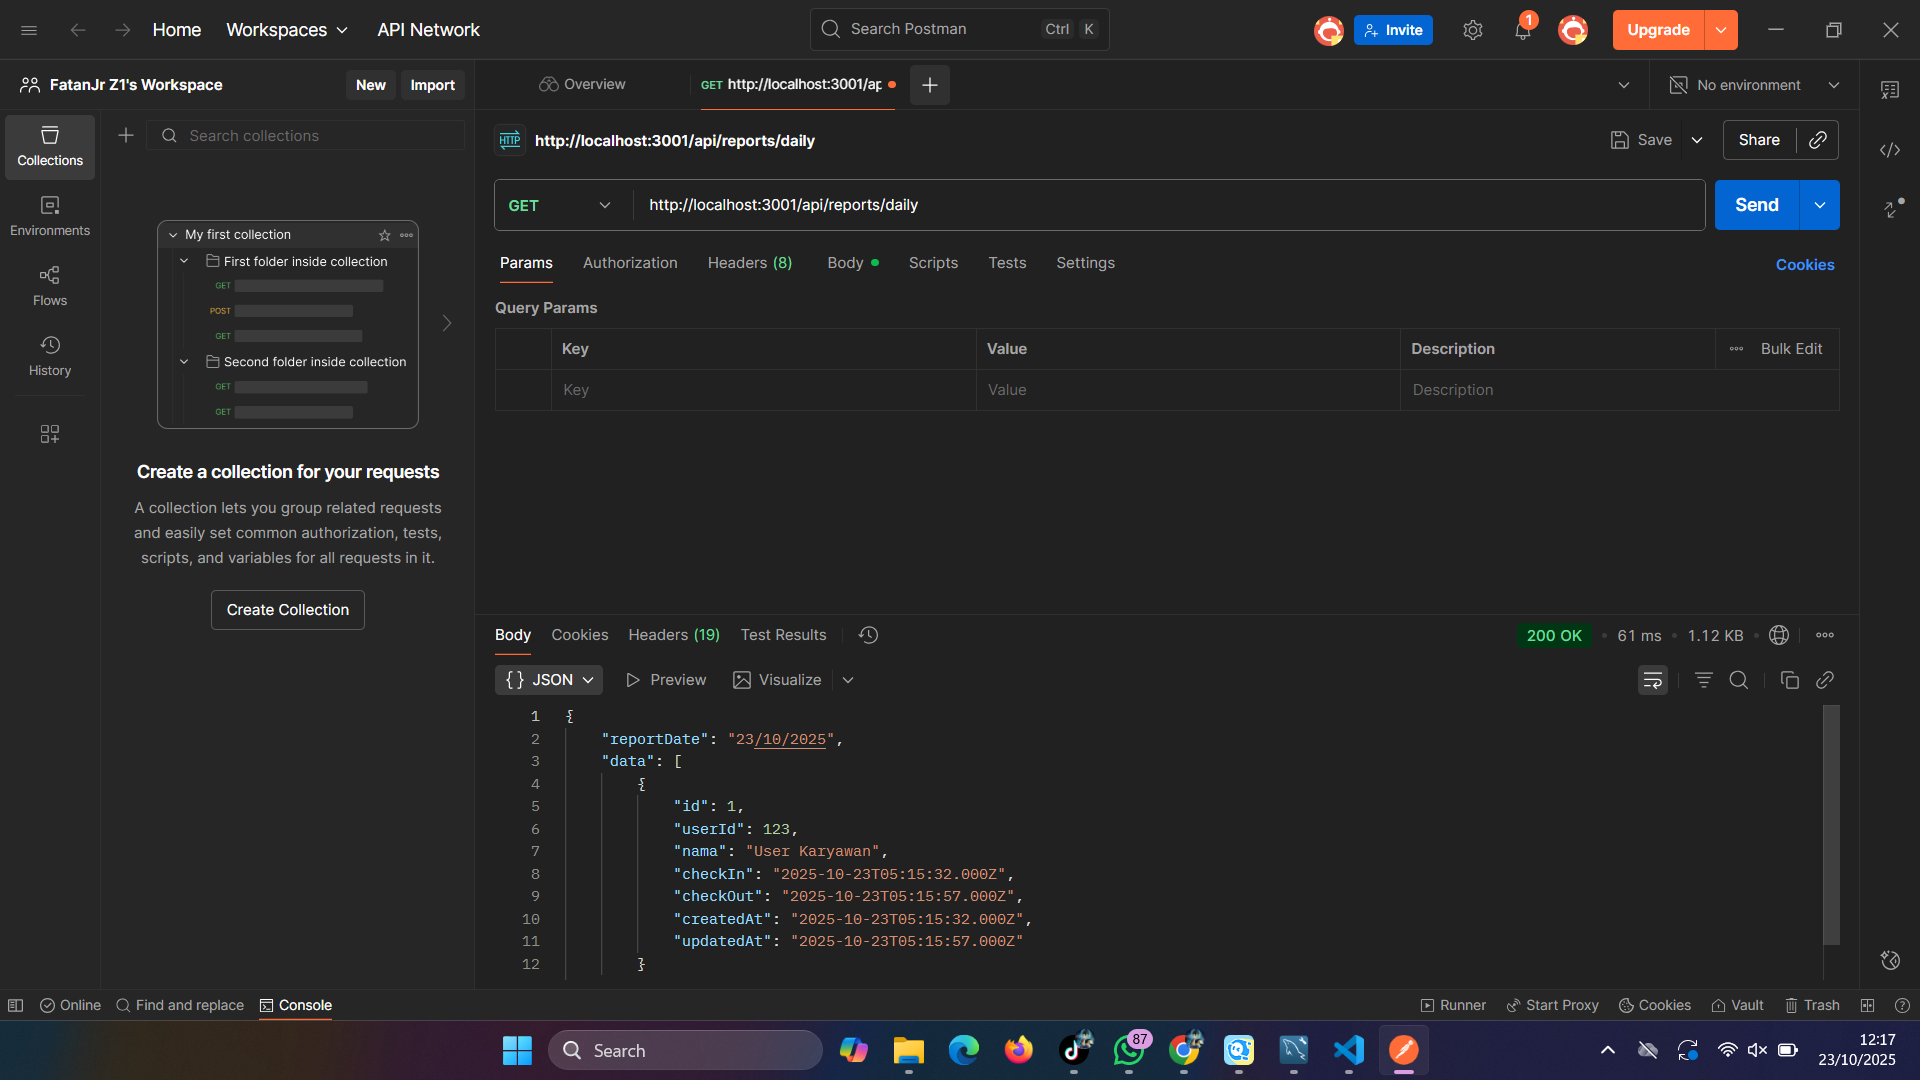 Home
Workspaces
API Network
Search Postman
Ctrl
K
Invite
1
Upgrade
FatanJr Z1's Workspace
New
Import
Overview
GET http://localhost:3001/ap
No environment
Collections
Environments
Flows
History
Search collections
My first collection
First folder inside collection
GET
POST
GET
Second folder inside collection
GET
GET
Create a collection for your requests
A collection lets you group related requests
and easily set common authorization, tests,
scripts, and variables for all requests in it.
Create Collection
HTTP
http://localhost:3001/api/reports/daily
Save
Share
GET
http://localhost:3001/api/reports/daily
Send
Params
Authorization
Headers (8)
Body
Scripts
Tests
Settings
Cookies
Query Params
Key
Value
Description
Bulk Edit
Key
Value
Description
Body
Cookies
Headers (19)
Test Results
200 OK
61 ms
1.12 KB
{} JSON
Preview
Visualize
1 {
2 "reportDate": "23/10/2025",
3 "data": [
4 {
5 "id": 1,
6 "userId": 123,
7 "nama": "User Karyawan",
8 "checkIn": "2025-10-23T05:15:32.000Z",
9 "checkOut": "2025-10-23T05:15:57.000Z",
10 "createdAt": "2025-10-23T05:15:32.000Z",
11 "updatedAt": "2025-10-23T05:15:57.000Z"
12 }
Online
Find and replace
Console
Runner
Start Proxy
Cookies
Vault
Trash
Search
87
12:17
23/10/2025